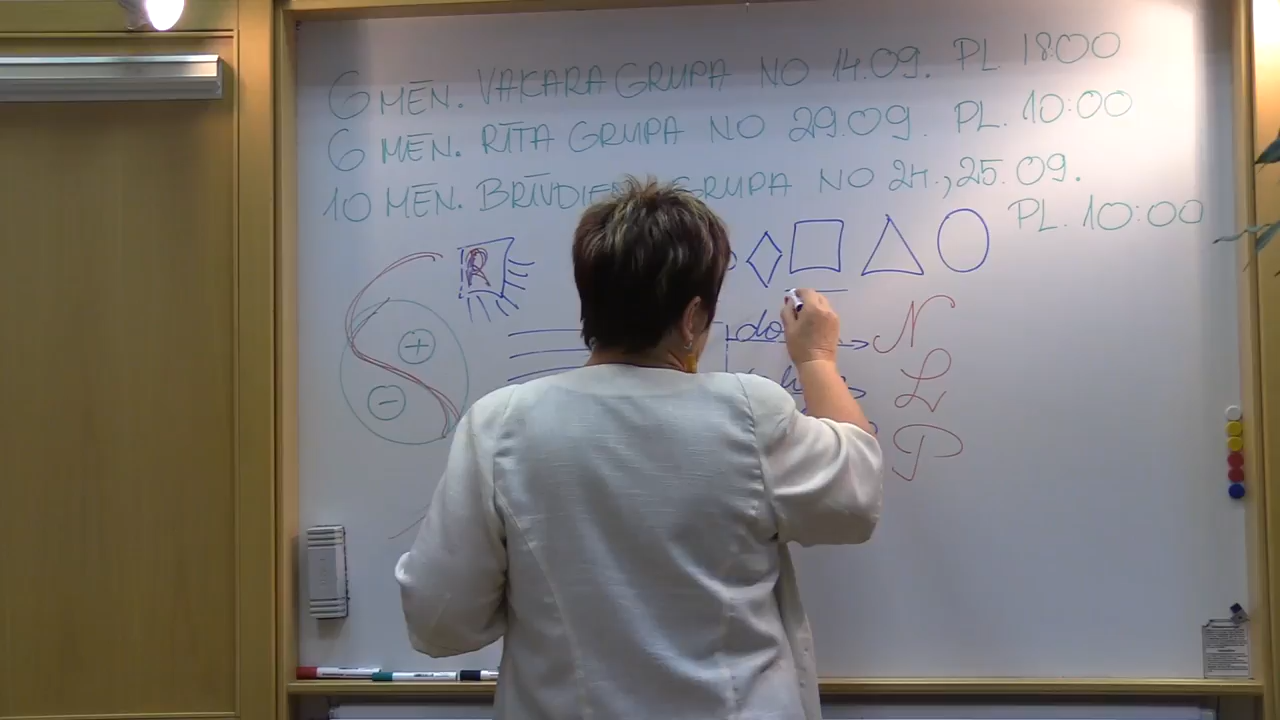 6 MĒN. VAKARA GRUPA NO 14.09. PL. 18:00
6 MĒN. RĪTA GRUPA NO 29.09. PL. 10:00
10 MĒN. GRUPA NO 24., 25.09.
PL. 10:00
R
+
N
L
-
P